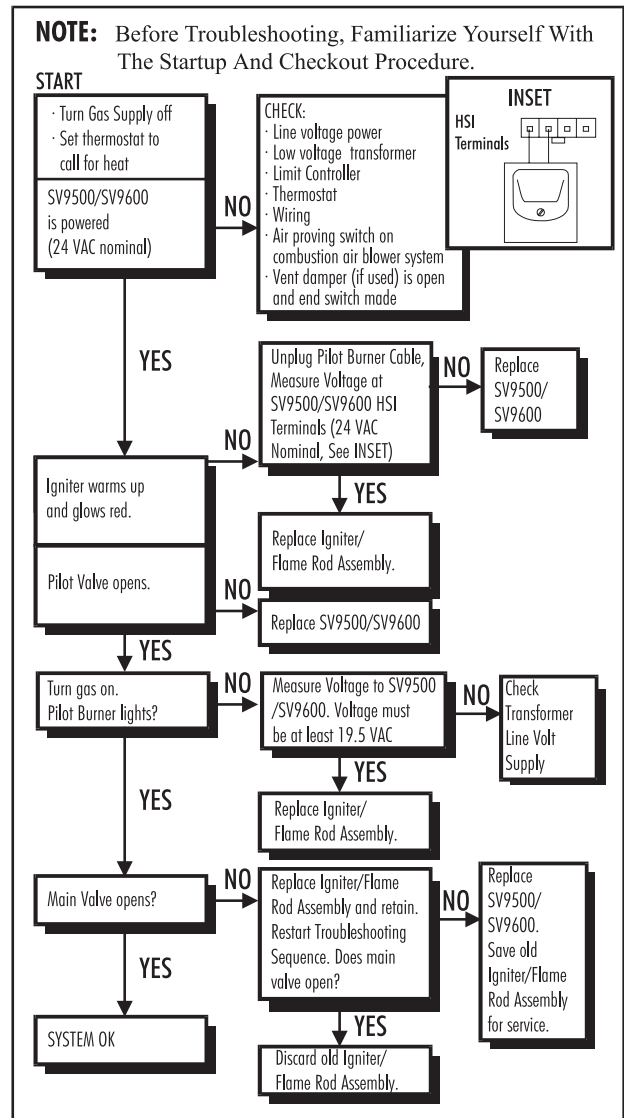 NOTE: Before Troubleshooting, Familiarize Yourself With
The Startup And Checkout Procedure.
START
· Turn Gas Supply off
· Set thermostat to
call for heat
SV9500/SV9600
is powered
(24 VAC nominal)
NO
CHECK:
· Line voltage power
· Low voltage transformer
· Limit Controller
· Thermostat
· Wiring
· Air proving switch on
combustion air blower system
· Vent damper (if used) is open
and end switch made
INSET
HSI
Terminals
YES
Igniter warms up
and glows red.
NO
Unplug Pilot Burner Cable,
Measure Voltage at
SV9500/SV9600 HSI
Terminals (24 VAC
Nominal, See INSET)
NO
Replace
SV9500/
SV9600
YES
Replace Igniter/
Flame Rod Assembly.
Pilot Valve opens.
NO
Replace SV9500/SV9600
YES
Turn gas on.
Pilot Burner lights?
NO
Measure Voltage to SV9500
/SV9600. Voltage must
be at least 19.5 VAC
NO
Check
Transformer
Line Volt
Supply
YES
Replace Igniter/
Flame Rod Assembly.
YES
Main Valve opens?
NO
Replace Igniter/Flame
Rod Assembly and retain.
Restart Troubleshooting
Sequence. Does main
valve open?
NO
Replace
SV9500/
SV9600.
Save old
Igniter/Flame
Rod Assembly
for service.
YES
SYSTEM OK
YES
Discard old Igniter/
Flame Rod Assembly.